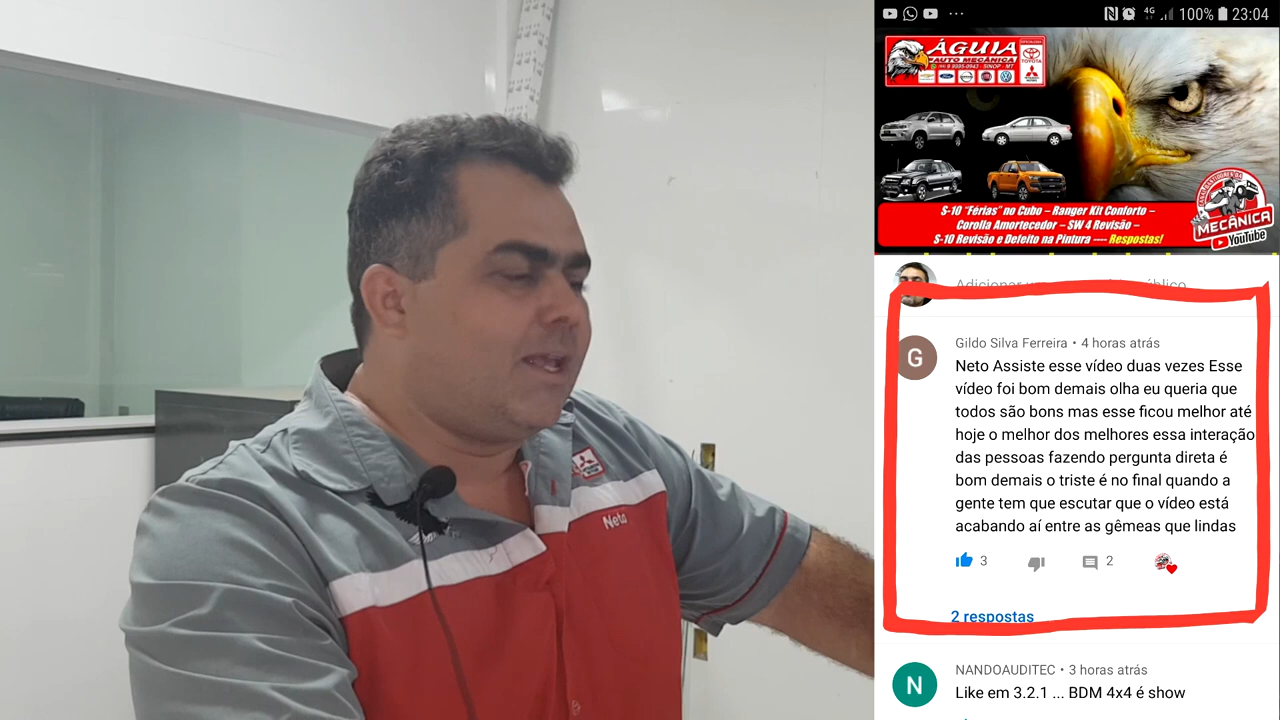 Neto
4G
100%
23:04
ÁGUIA
AUTO MECÂNICA
SINOP - MT
TOYOTA
S-10 "Férias" no Cubo – Ranger Kit Conforto –
Corolla Amortecedor – SW 4 Revisão –
S-10 Revisão e Defeito na Pintura ---- Respostas!
MECÂNICA
YouTube
Gildo Silva Ferreira • 4 horas atrás
G
Neto Assiste esse vídeo duas vezes Esse
vídeo foi bom demais olha eu queria que
todos são bons mas esse ficou melhor até
hoje o melhor dos melhores essa interação
das pessoas fazendo pergunta direta é
bom demais o triste é no final quando a
gente tem que escutar que o vídeo está
acabando aí entre as gêmeas que lindas
3
2
2 respostas
NANDOAUDITEC • 3 horas atrás
N
Like em 3.2.1 ... BDM 4x4 é show